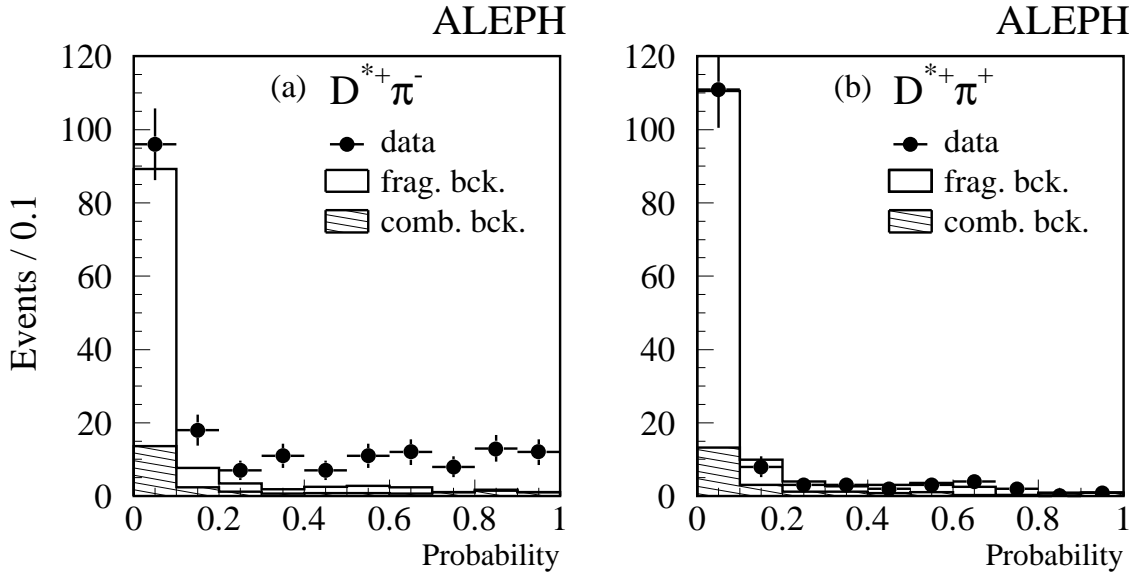 ALEPH
(a) D*+π-
data
frag. bck.
comb. bck.
Events / 0.1
120
100
80
60
40
20
0
0 0.2 0.4 0.6 0.8 1
Probability
ALEPH
(b) D*+π+
data
frag. bck.
comb. bck.
120
100
80
60
40
20
0
0 0.2 0.4 0.6 0.8 1
Probability